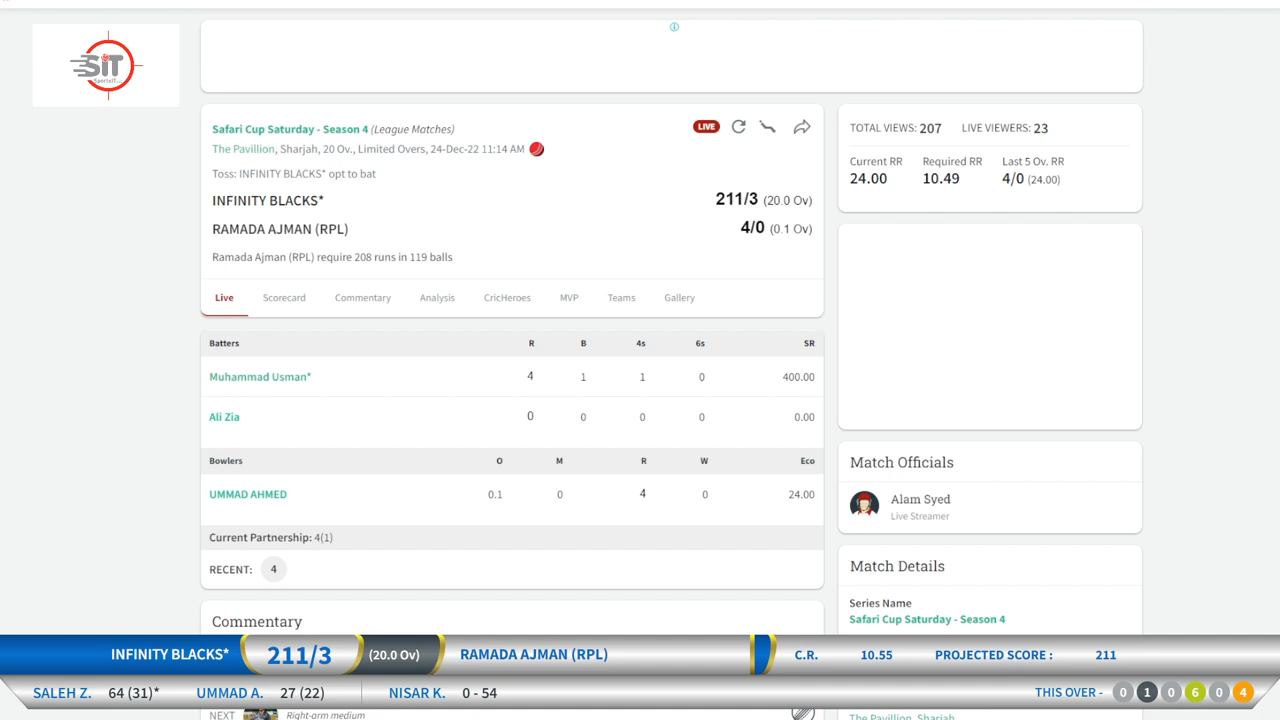 SiT
SportsIT...
Safari Cup Saturday - Season 4 (League Matches)
LIVE
The Pavillion, Sharjah, 20 Ov., Limited Overs, 24-Dec-22 11:14 AM
Toss: INFINITY BLACKS* opt to bat
INFINITY BLACKS* 211/3 (20.0 Ov)
RAMADA AJMAN (RPL) 4/0 (0.1 Ov)
Ramada Ajman (RPL) require 208 runs in 119 balls
Live Scorecard Commentary Analysis CricHeroes MVP Teams Gallery
Batters R B 4s 6s SR
Muhammad Usman* 4 1 1 0 400.00
Ali Zia 0 0 0 0 0.00
Bowlers O M R W Eco
UMMAD AHMED 0.1 0 4 0 24.00
Current Partnership: 4(1)
RECENT: 4
Commentary
TOTAL VIEWS: 207 LIVE VIEWERS: 23
Current RR Required RR Last 5 Ov. RR
24.00 10.49 4/0 (24.00)
Match Officials
Alam Syed
Live Streamer
Match Details
Series Name
Safari Cup Saturday - Season 4
INFINITY BLACKS* 211/3 (20.0 Ov) RAMADA AJMAN (RPL) C.R. 10.55 PROJECTED SCORE : 211
SALEH Z. 64 (31)* UMMAD A. 27 (22) NISAR K. 0 - 54 THIS OVER - 0 1 0 6 0 4
NEXT Right-arm medium
The Pavillion, Sharjah